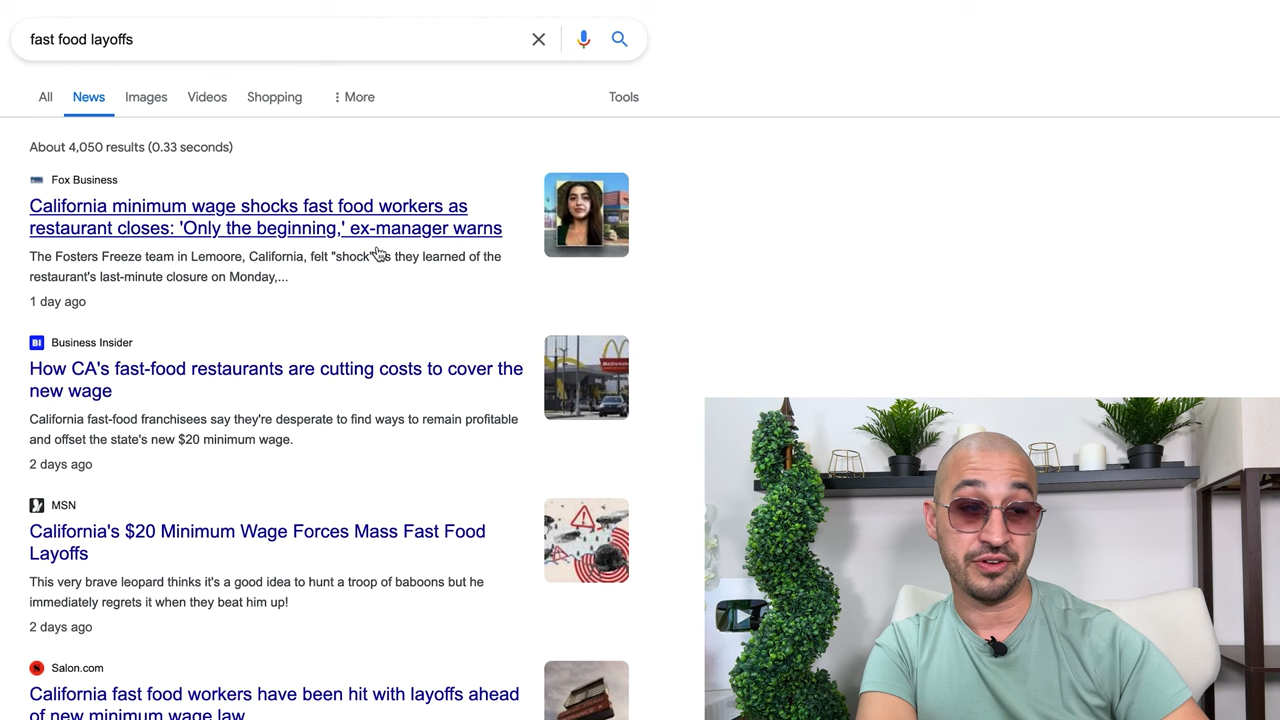 fast food layoffs
All News Images Videos Shopping More Tools
About 4,050 results (0.33 seconds)
Fox Business
California minimum wage shocks fast food workers as
restaurant closes: 'Only the beginning,' ex-manager warns
The Fosters Freeze team in Lemoore, California, felt "shock" as they learned of the
restaurant's last-minute closure on Monday,...
1 day ago
BI Business Insider
How CA's fast-food restaurants are cutting costs to cover the
new wage
California fast-food franchisees say they're desperate to find ways to remain profitable
and offset the state's new $20 minimum wage.
2 days ago
MSN
California's $20 Minimum Wage Forces Mass Fast Food
Layoffs
This very brave leopard thinks it's a good idea to hunt a troop of baboons but he
immediately regrets it when they beat him up!
2 days ago
Salon.com
California fast food workers have been hit with layoffs ahead
of new minimum wage law